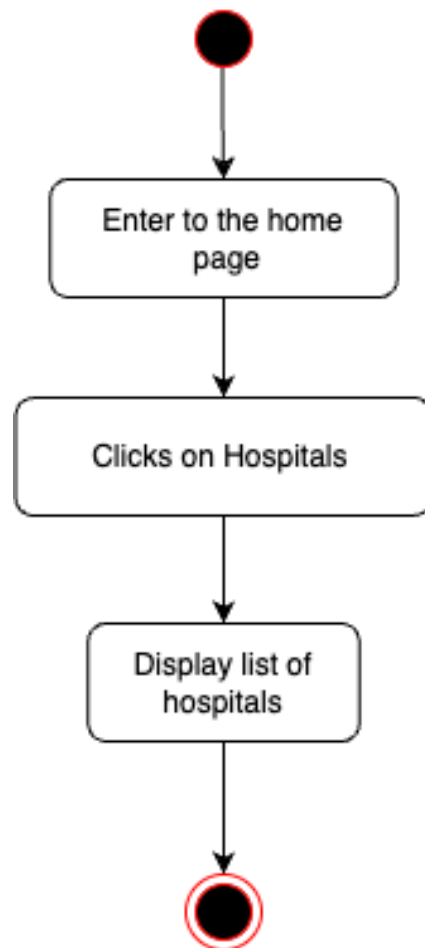 Enter to the home
page
Clicks on Hospitals
Display list of
hospitals